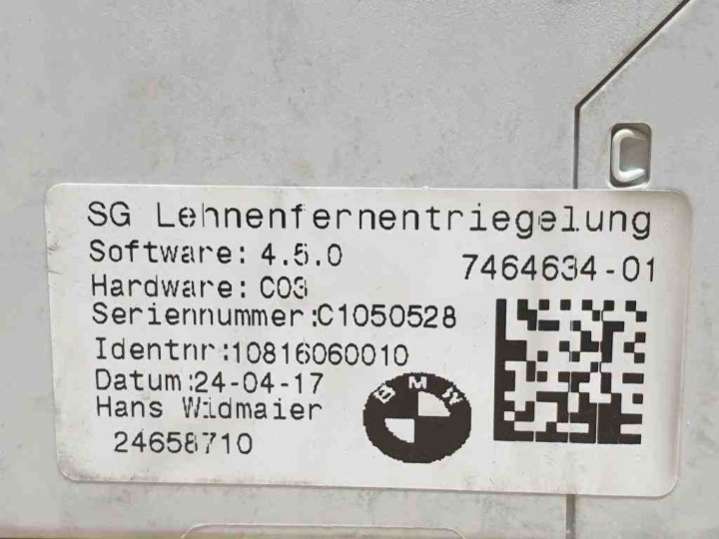 SG Lehnenfernentriegelung
Software: 4.5.0
7464634-01
Hardware: C03
Seriennummer:C1050528
Identnr:10816060010
Datum:24-04-17
Hans Widmaier
BMW
24658710